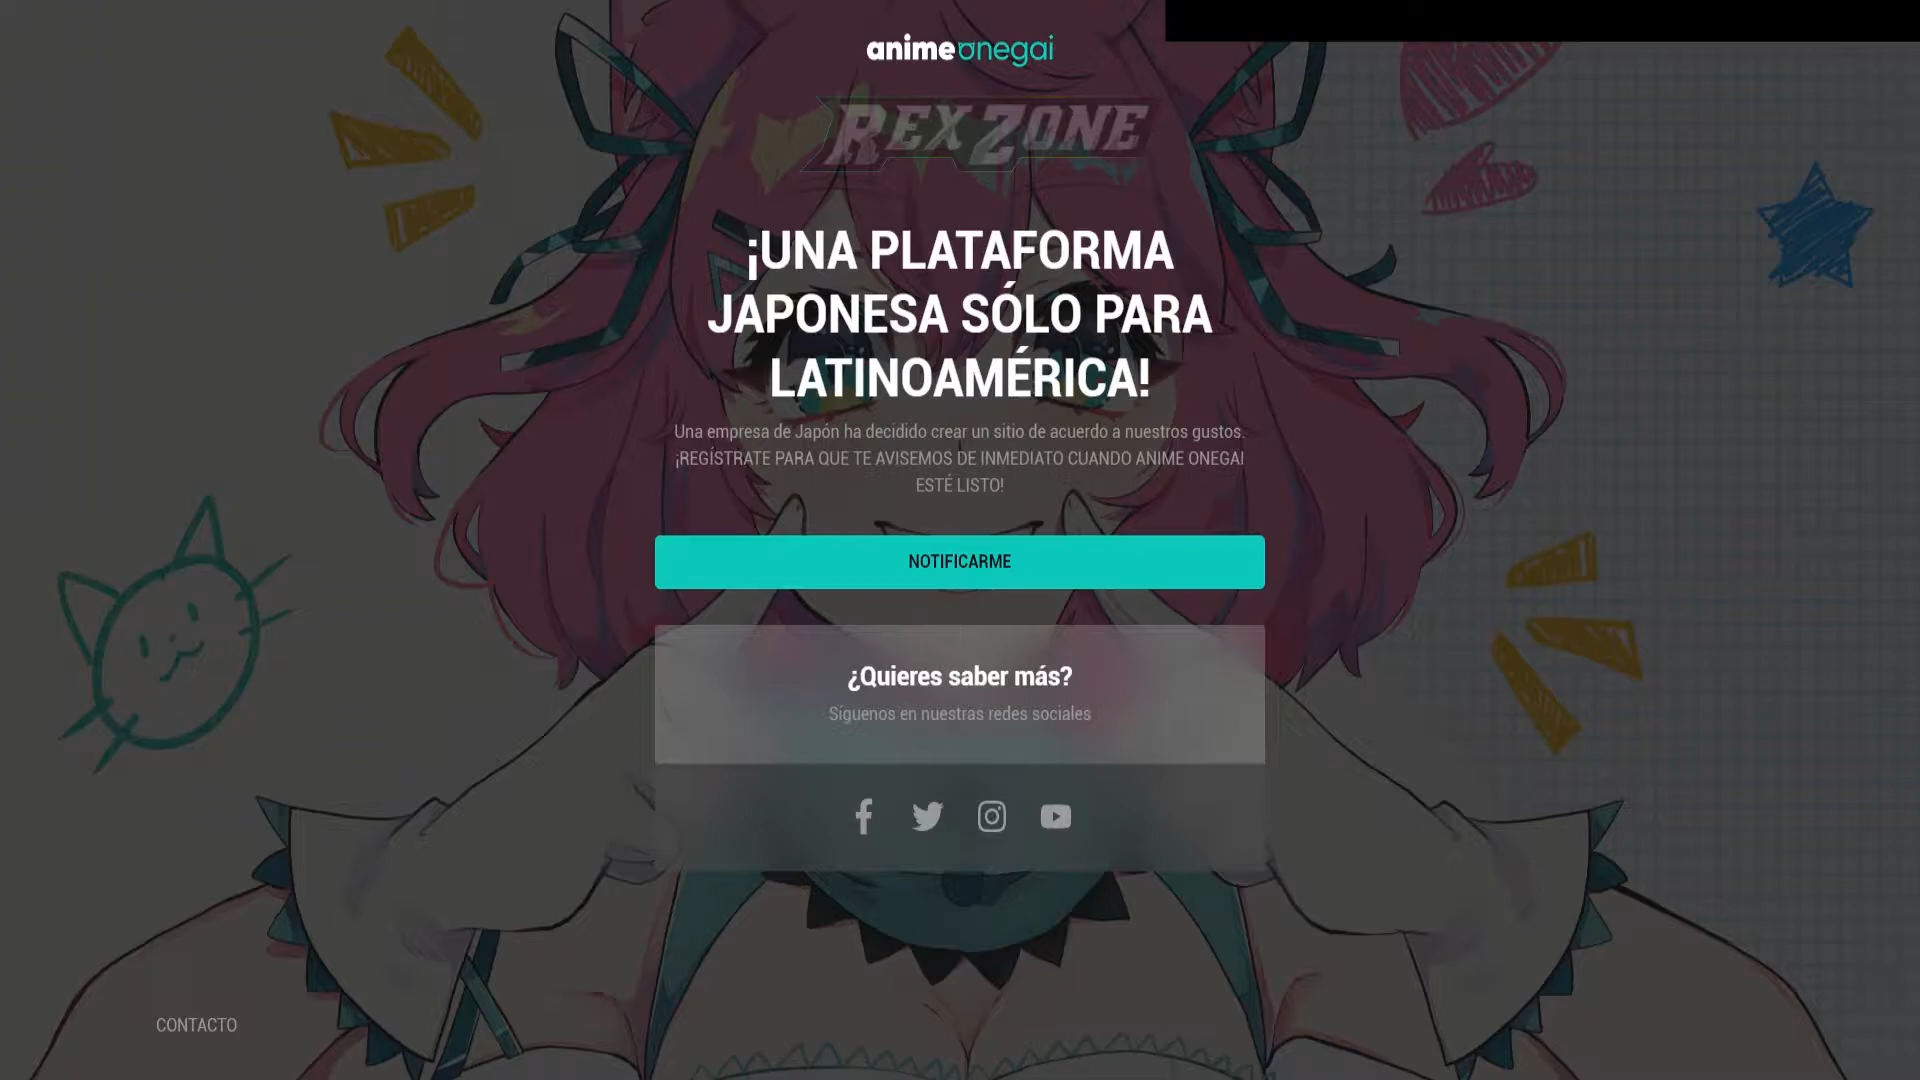 animeonegai
REX ZONE
¡UNA PLATAFORMA
JAPONESA SÓLO PARA
LATINOAMÉRICA!
Una empresa de Japón ha decidido crear un sitio de acuerdo a nuestros gustos.
¡REGÍSTRATE PARA QUE TE AVISEMOS DE INMEDIATO CUANDO ANIME ONEGAI
ESTÉ LISTO!
NOTIFICARME
¿Quieres saber más?
Síguenos en nuestras redes sociales
CONTACTO